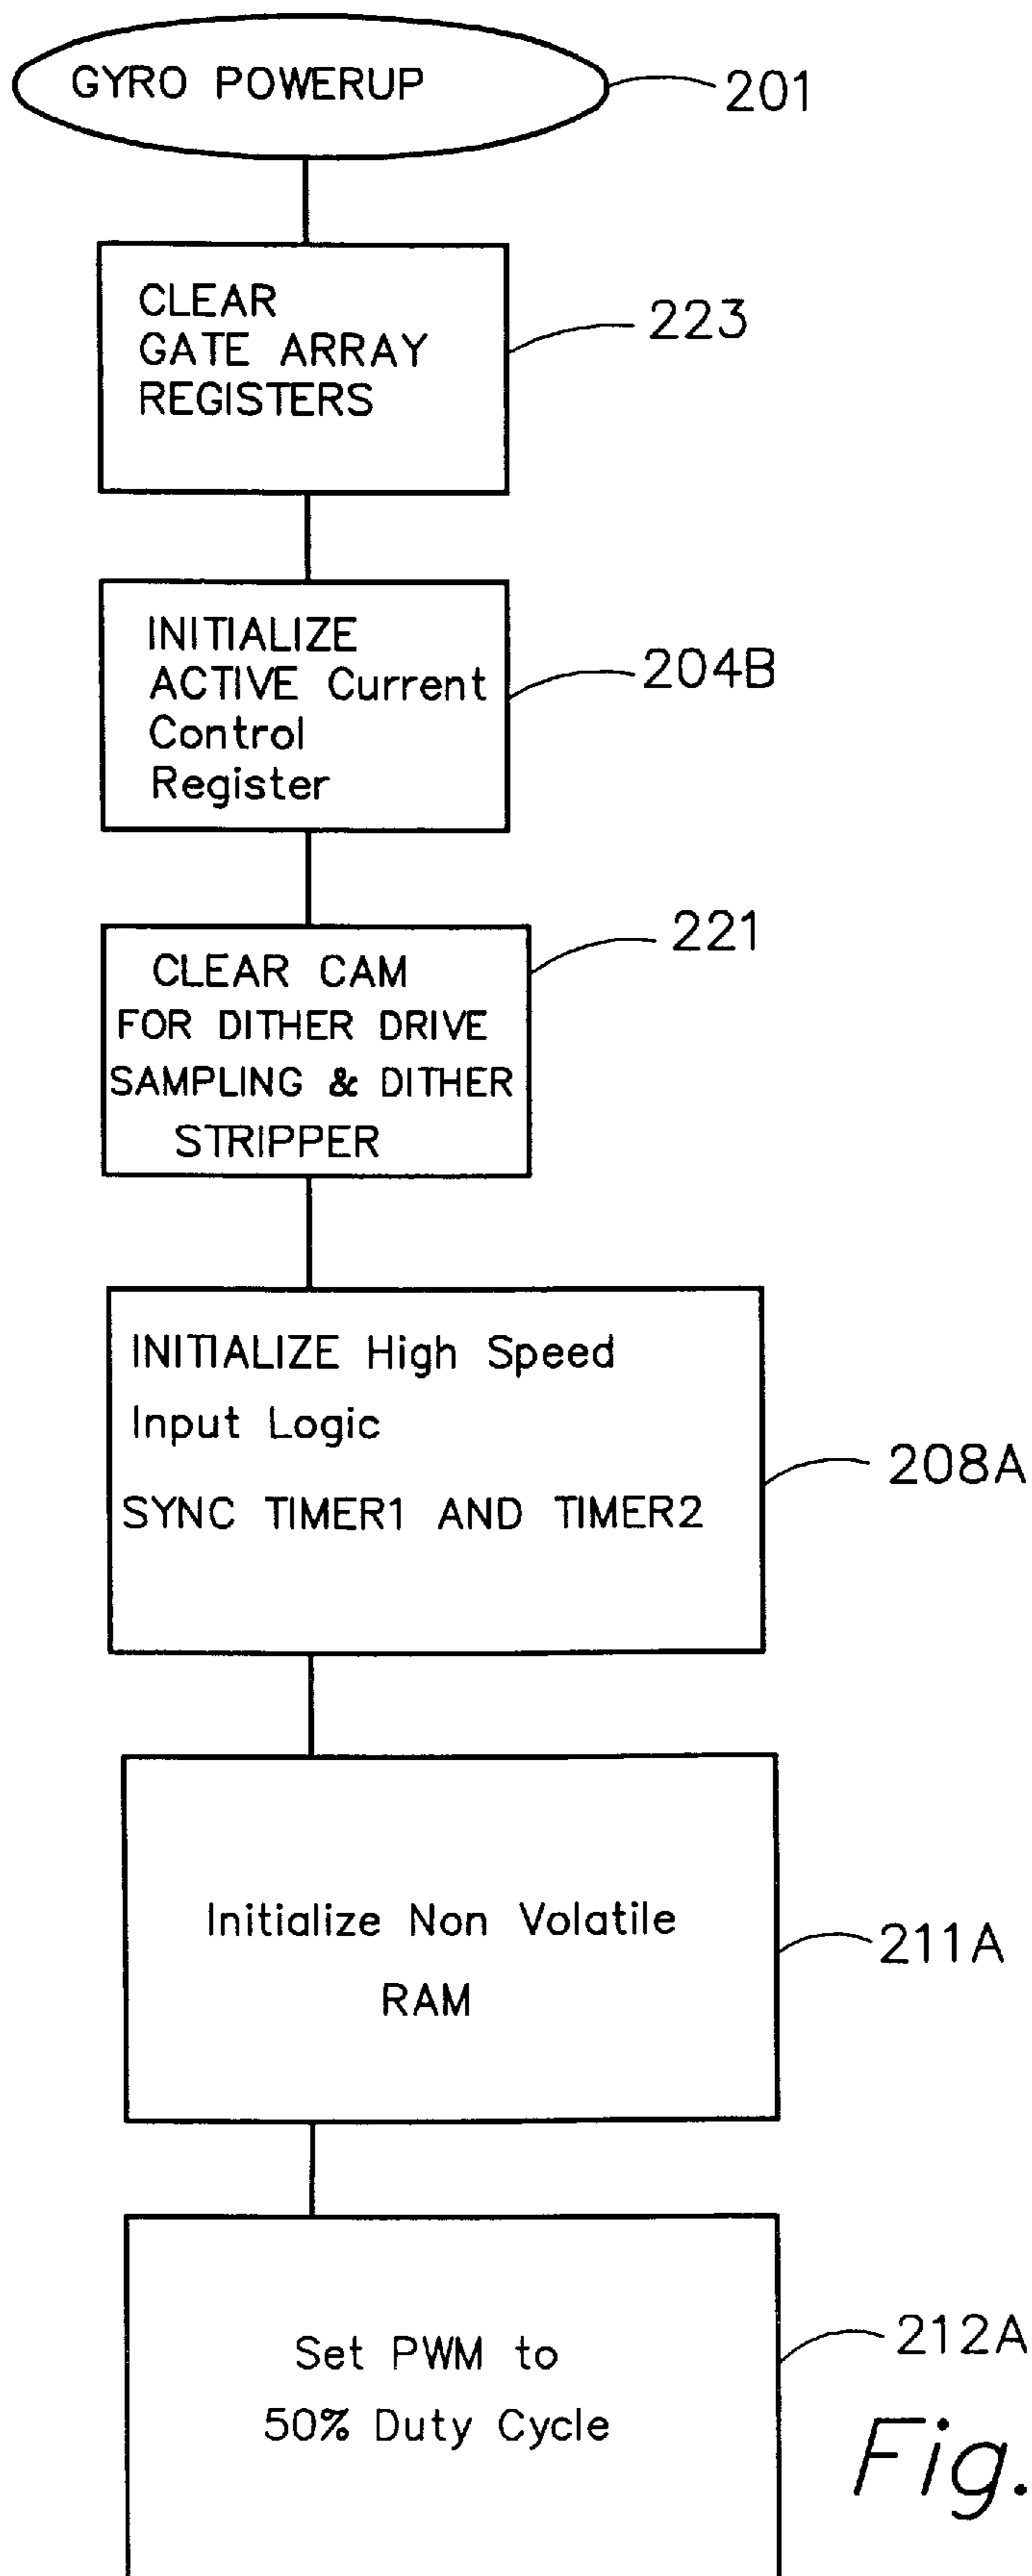 GYRO POWERUP
201
CLEAR
GATE ARRAY
REGISTERS
223
INITIALIZE
ACTIVE Current
Control
Register
204B
CLEAR CAM
FOR DITHER DRIVE
SAMPLING & DITHER
STRIPPER
221
INITIALIZE High Speed
Input Logic
SYNC TIMER1 AND TIMER2
208A
Initialize Non Volatile
RAM
211A
Set PWM to
50% Duty Cycle
212A
Fig.